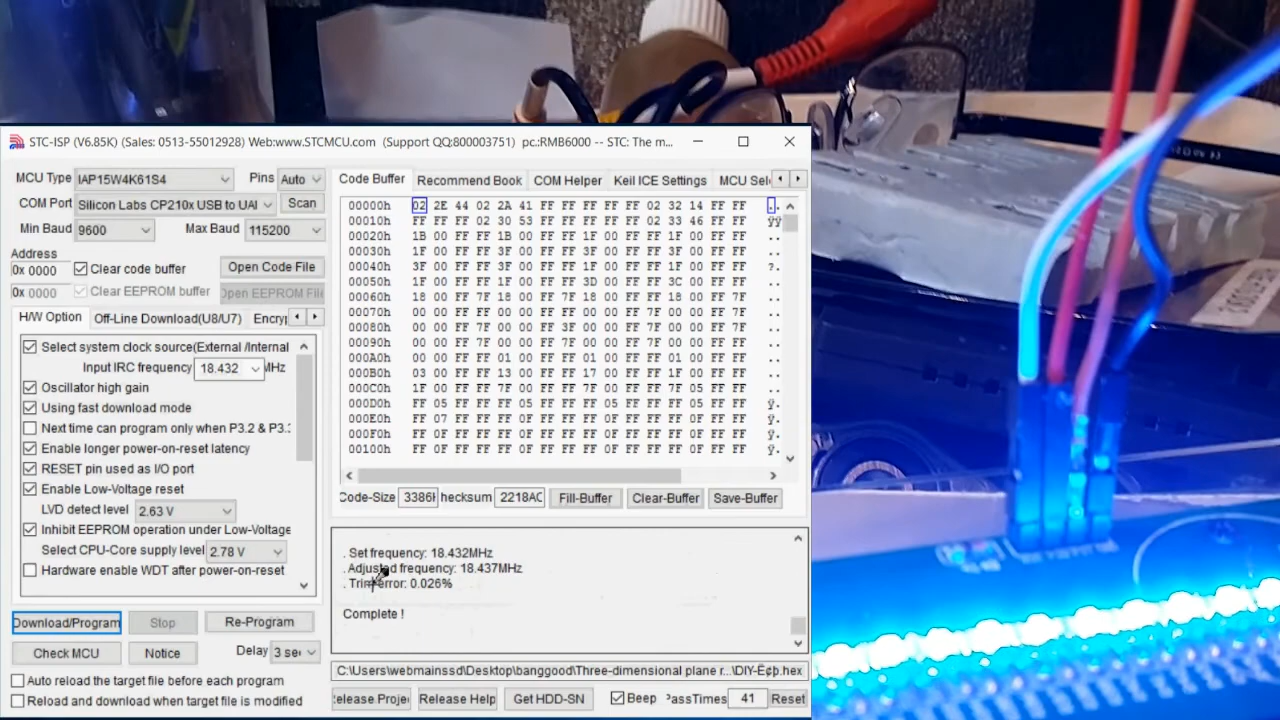 STC-ISP (V6.85K) (Sales: 0513-55012928) Web:www.STCMCU.com (Support QQ:800003751) pc.:RMB6000 -- STC: The m...
MCU Type IAP15W4K61S4 Pins Auto
COM Port Silicon Labs CP210x USB to UAI Scan
Min Baud 9600 Max Baud 115200
Address
0x 0000 Clear code buffer Open Code File
0x 0000 Clear EEPROM buffer Open EEPROM File
H/W Option Off-Line Download(U8/U7) Encryp
Select system clock source(External /Internal
Input IRC frequency 18.432 MHz
Oscillator high gain
Using fast download mode
Next time can program only when P3.2 & P3.
Enable longer power-on-reset latency
RESET pin used as I/O port
Enable Low-Voltage reset
LVD detect level 2.63 V
Inhibit EEPROM operation under Low-Voltage
Select CPU-Core supply level 2.78 V
Hardware enable WDT after power-on-reset
Download/Program Stop Re-Program
Check MCU Notice Delay 3 se
Auto reload the target file before each program
Reload and download when target file is modified
Code Buffer Recommend Book COM Helper Keil ICE Settings MCU Sel
00000h 02 2E 44 02 2A 41 FF FF FF FF FF 02 32 14 FF FF ..
00010h FF FF FF 02 30 53 FF FF FF FF FF 02 33 46 FF FF ÿÿ
00020h 1B 00 FF FF 1B 00 FF FF 1F 00 FF FF 1F 00 FF FF ..
00030h 1F 00 FF FF 3F 00 FF FF 3F 00 FF FF 3F 00 FF FF ..
00040h 3F 00 FF FF 3F 00 FF FF 1F 00 FF FF 1F 00 FF FF ?.
00050h 1F 00 FF FF 1F 00 FF FF 3D 00 FF FF 3C 00 FF FF ..
00060h 18 00 FF 7F 18 00 FF 7F 18 00 FF FF 18 00 FF 7F ..
00070h 00 00 FF 7F 00 00 FF 7F 00 00 FF 7F 00 00 FF 7F ..
00080h 00 00 FF 7F 00 00 FF 3F 00 00 FF FF 00 00 FF 7F ..
00090h 00 00 FF 7F 00 00 FF 7F 00 00 FF 7F 00 00 FF FF ..
000A0h 00 00 FF FF 01 00 FF FF 01 00 FF FF 01 00 FF FF ..
000B0h 03 00 FF FF 13 00 FF FF 17 00 FF FF 1F 00 FF FF ..
000C0h 1F 00 FF FF 7F 00 FF FF 7F 00 FF FF 7F 05 FF FF ..
000D0h FF 05 FF FF FF 05 FF FF FF 05 FF FF FF 05 FF FF ÿ.
000E0h FF 07 FF FF FF 0F FF FF FF 0F FF FF FF 0F FF FF ÿ.
000F0h FF 0F FF FF FF 0F FF FF FF 0F FF FF FF 0F FF FF ÿ.
00100h FF 0F FF FF FF 0F FF FF FF 0F FF FF FF 0F FF FF ÿ.
Code-Size 3386 hecksum 2218AC Fill-Buffer Clear-Buffer Save-Buffer
. Set frequency: 18.432MHz
. Adjusted frequency: 18.437MHz
. Trim error: 0.026%
Complete !
C:\Users\webmainssd\Desktop\banggood\Three-dimensional plane r...\DIY-Ëȼþ.hex
elease Proje Release Help Get HDD-SN Beep PassTimes 41 Reset